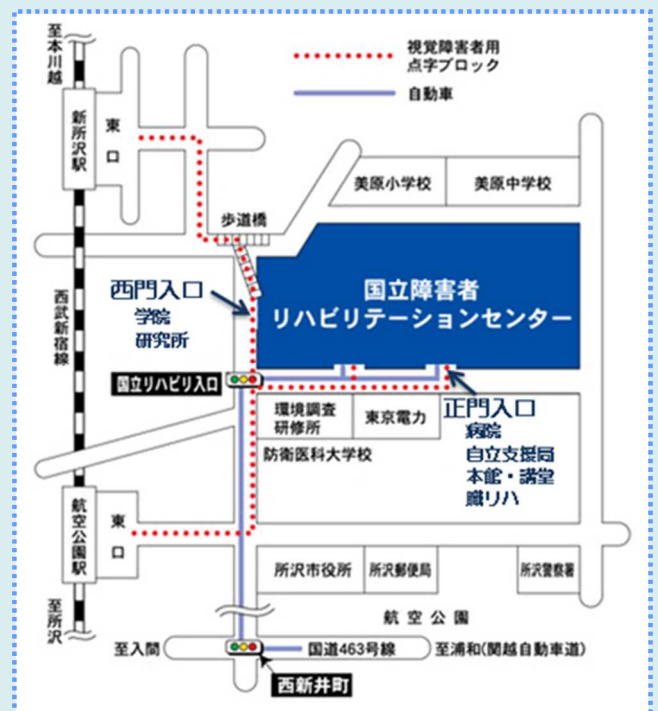 至本川越
視覚障害者用
点字ブロック
自動車
新所沢駅
東口
美原小学校
美原中学校
歩道橋
西門入口
学院
研究所
国立障害者
リハビリテーションセンター
西武新宿線
国立リハビリ入口
正門入口
病院
自立支援局
本館・講堂
職リハ
環境調査
研修所
東京電力
防衛医科大学校
航空公園駅
東口
所沢市役所
所沢郵便局
所沢警察署
至所沢
航空公園
至入間
国道463号線
至浦和(関越自動車道)
西新井町